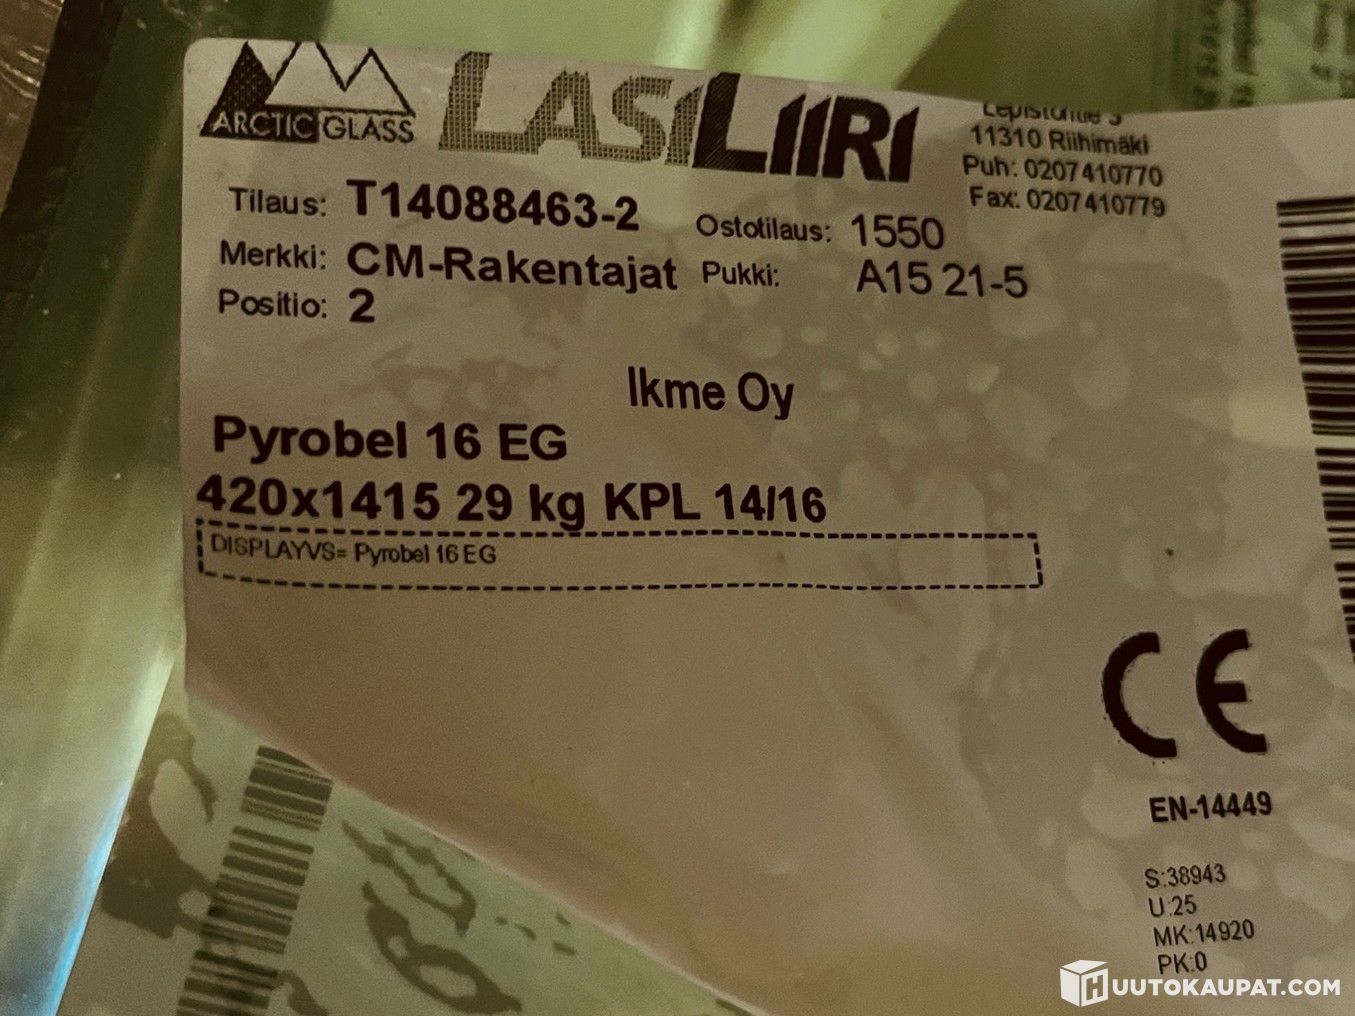 ARCTIC GLASS
LASILIIRI
Lepistöntie 3
11310 Riihimäki
Puh: 0207410770
Fax: 0207410779
Tilaus: T14088463-2
Ostotilaus: 1550
Merkki: CM-Rakentajat
Pukki: A15 21-5
Positio: 2
Ikme Oy
Pyrobel 16 EG
420x1415 29 kg KPL 14/16
DISPLAYVS= Pyrobel 16 EG
CE
EN-14449
S:38943
U:25
MK:14920
PK:0
HUUTOKAUPAT.COM